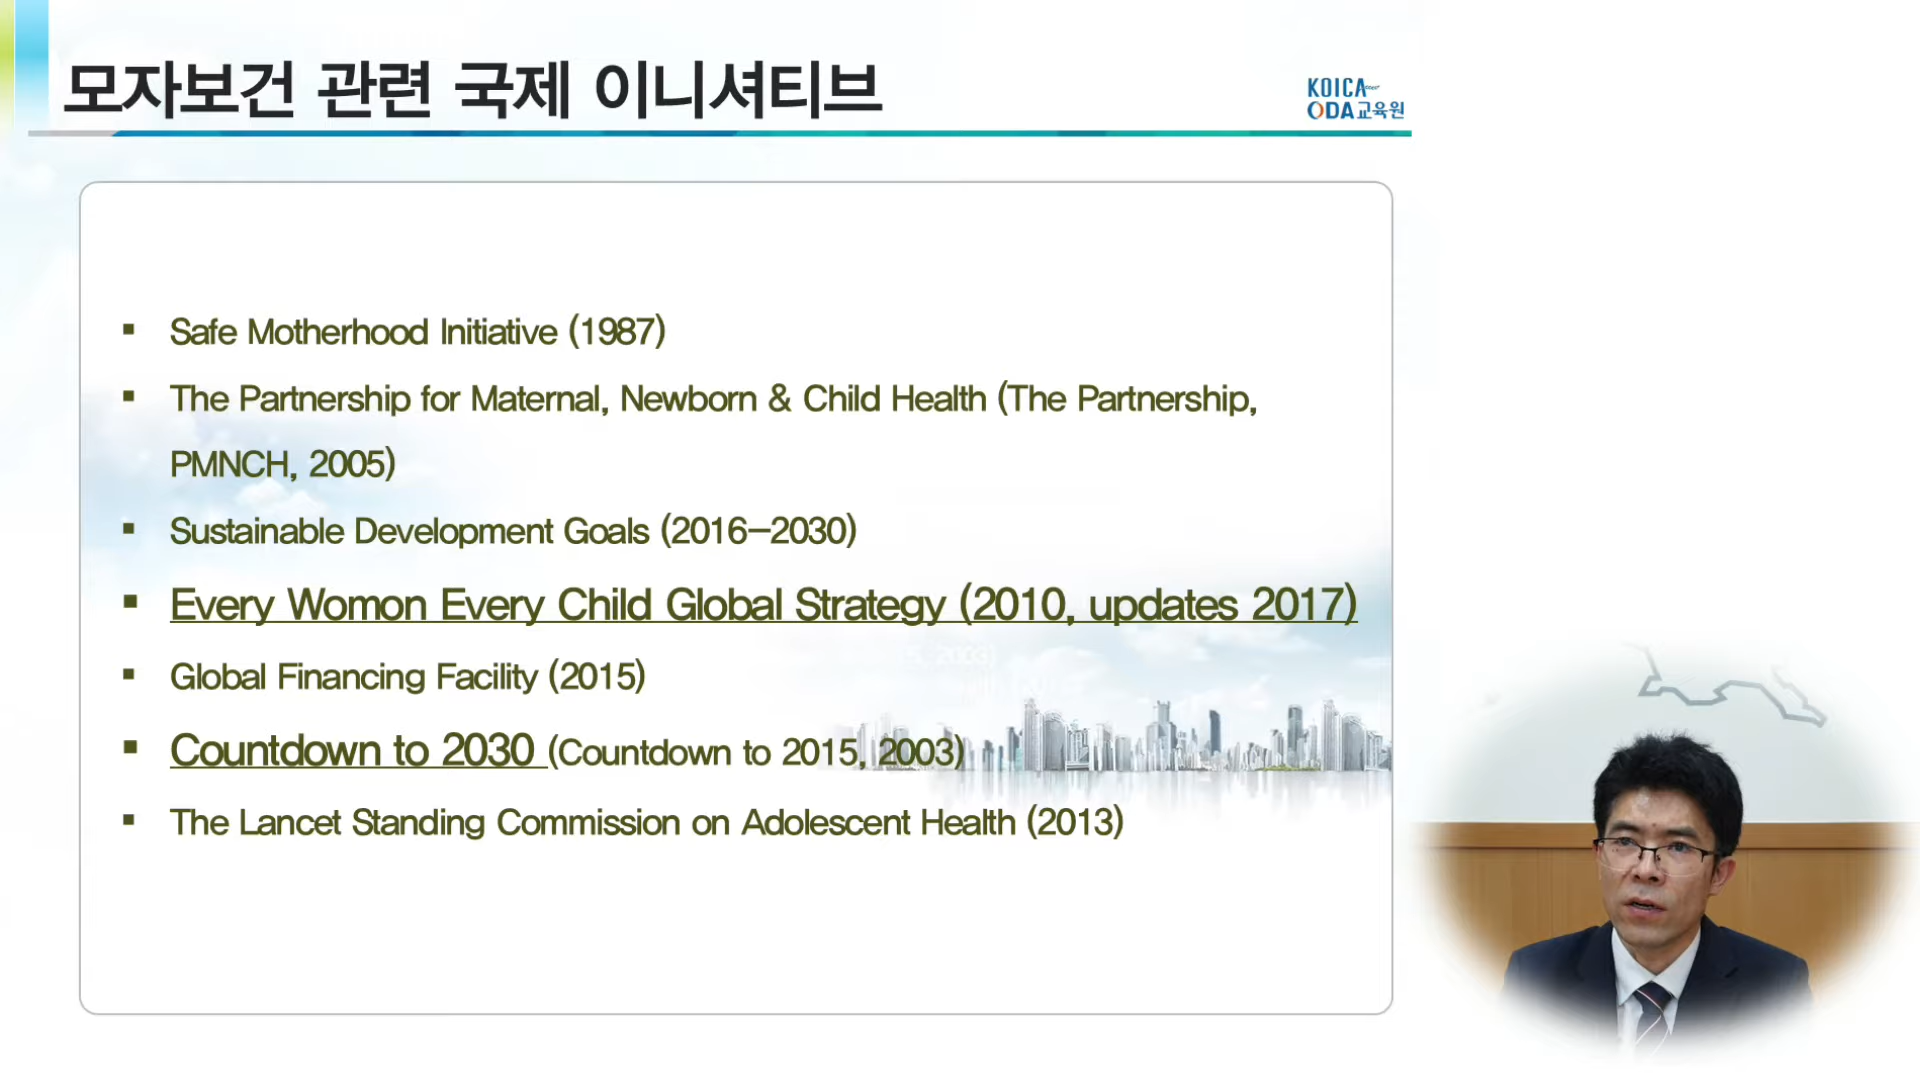 모자보건 관련 국제 이니셔티브
KOICA
ODA교육원
▪ Safe Motherhood Initiative (1987)
▪ The Partnership for Maternal, Newborn & Child Health (The Partnership,
PMNCH, 2005)
▪ Sustainable Development Goals (2016-2030)
▪ Every Womon Every Child Global Strategy (2010, updates 2017)
▪ Global Financing Facility (2015)
▪ Countdown to 2030 (Countdown to 2015, 2003)
▪ The Lancet Standing Commission on Adolescent Health (2013)